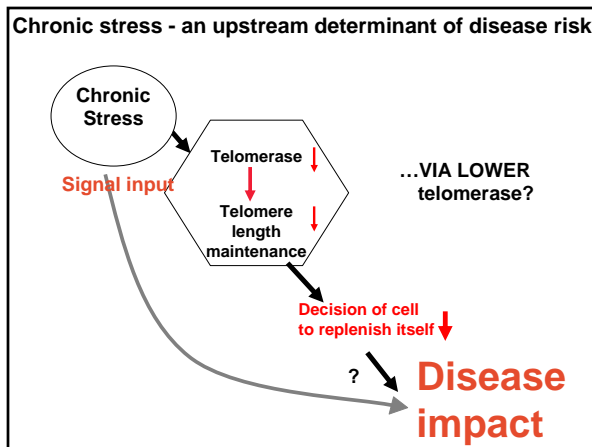 Chronic stress - an upstream determinant of disease risk
Chronic
Stress
Signal input
Telomerase
Telomere
length
maintenance
...VIA LOWER
telomerase?
Decision of cell
to replenish itself
?
Disease
impact